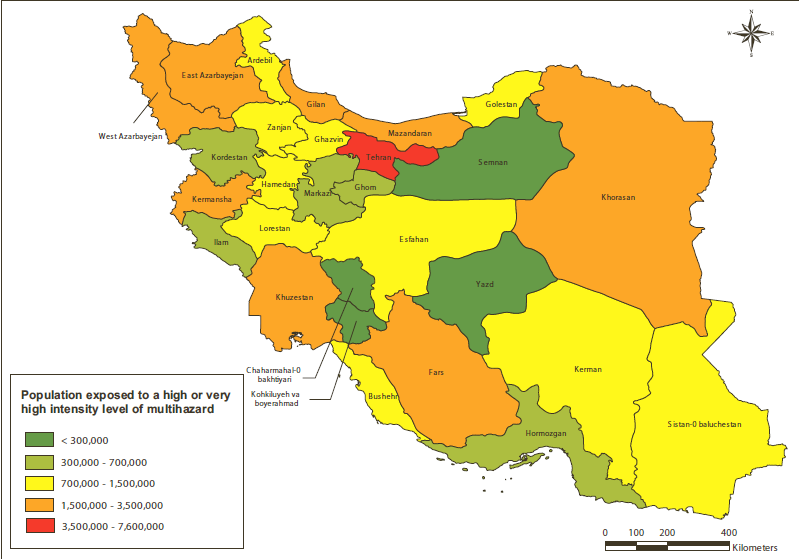 N
W
E
S
Ardebil
East Azarbayejan
West Azarbayejan
Gilan
Zanjan
Ghazvin
Mazandaran
Golestan
Tehran
Semnan
Kordestan
Hamedan
Markazi
Ghom
Kermansha
Khorasan
Lorestan
Ilam
Esfahan
Yazd
Khuzestan
Chaharmahal-0
bakhtiyari
Kohkiluyeh va
boyerahmad
Fars
Kerman
Bushehr
Hormozgan
Sistan-0 baluchestan
Population exposed to a high or very
high intensity level of multihazard
< 300,000
300,000 - 700,000
700,000 - 1,500,000
1,500,000 - 3,500,000
3,500,000 - 7,600,000
0 100 200 400
Kilometers